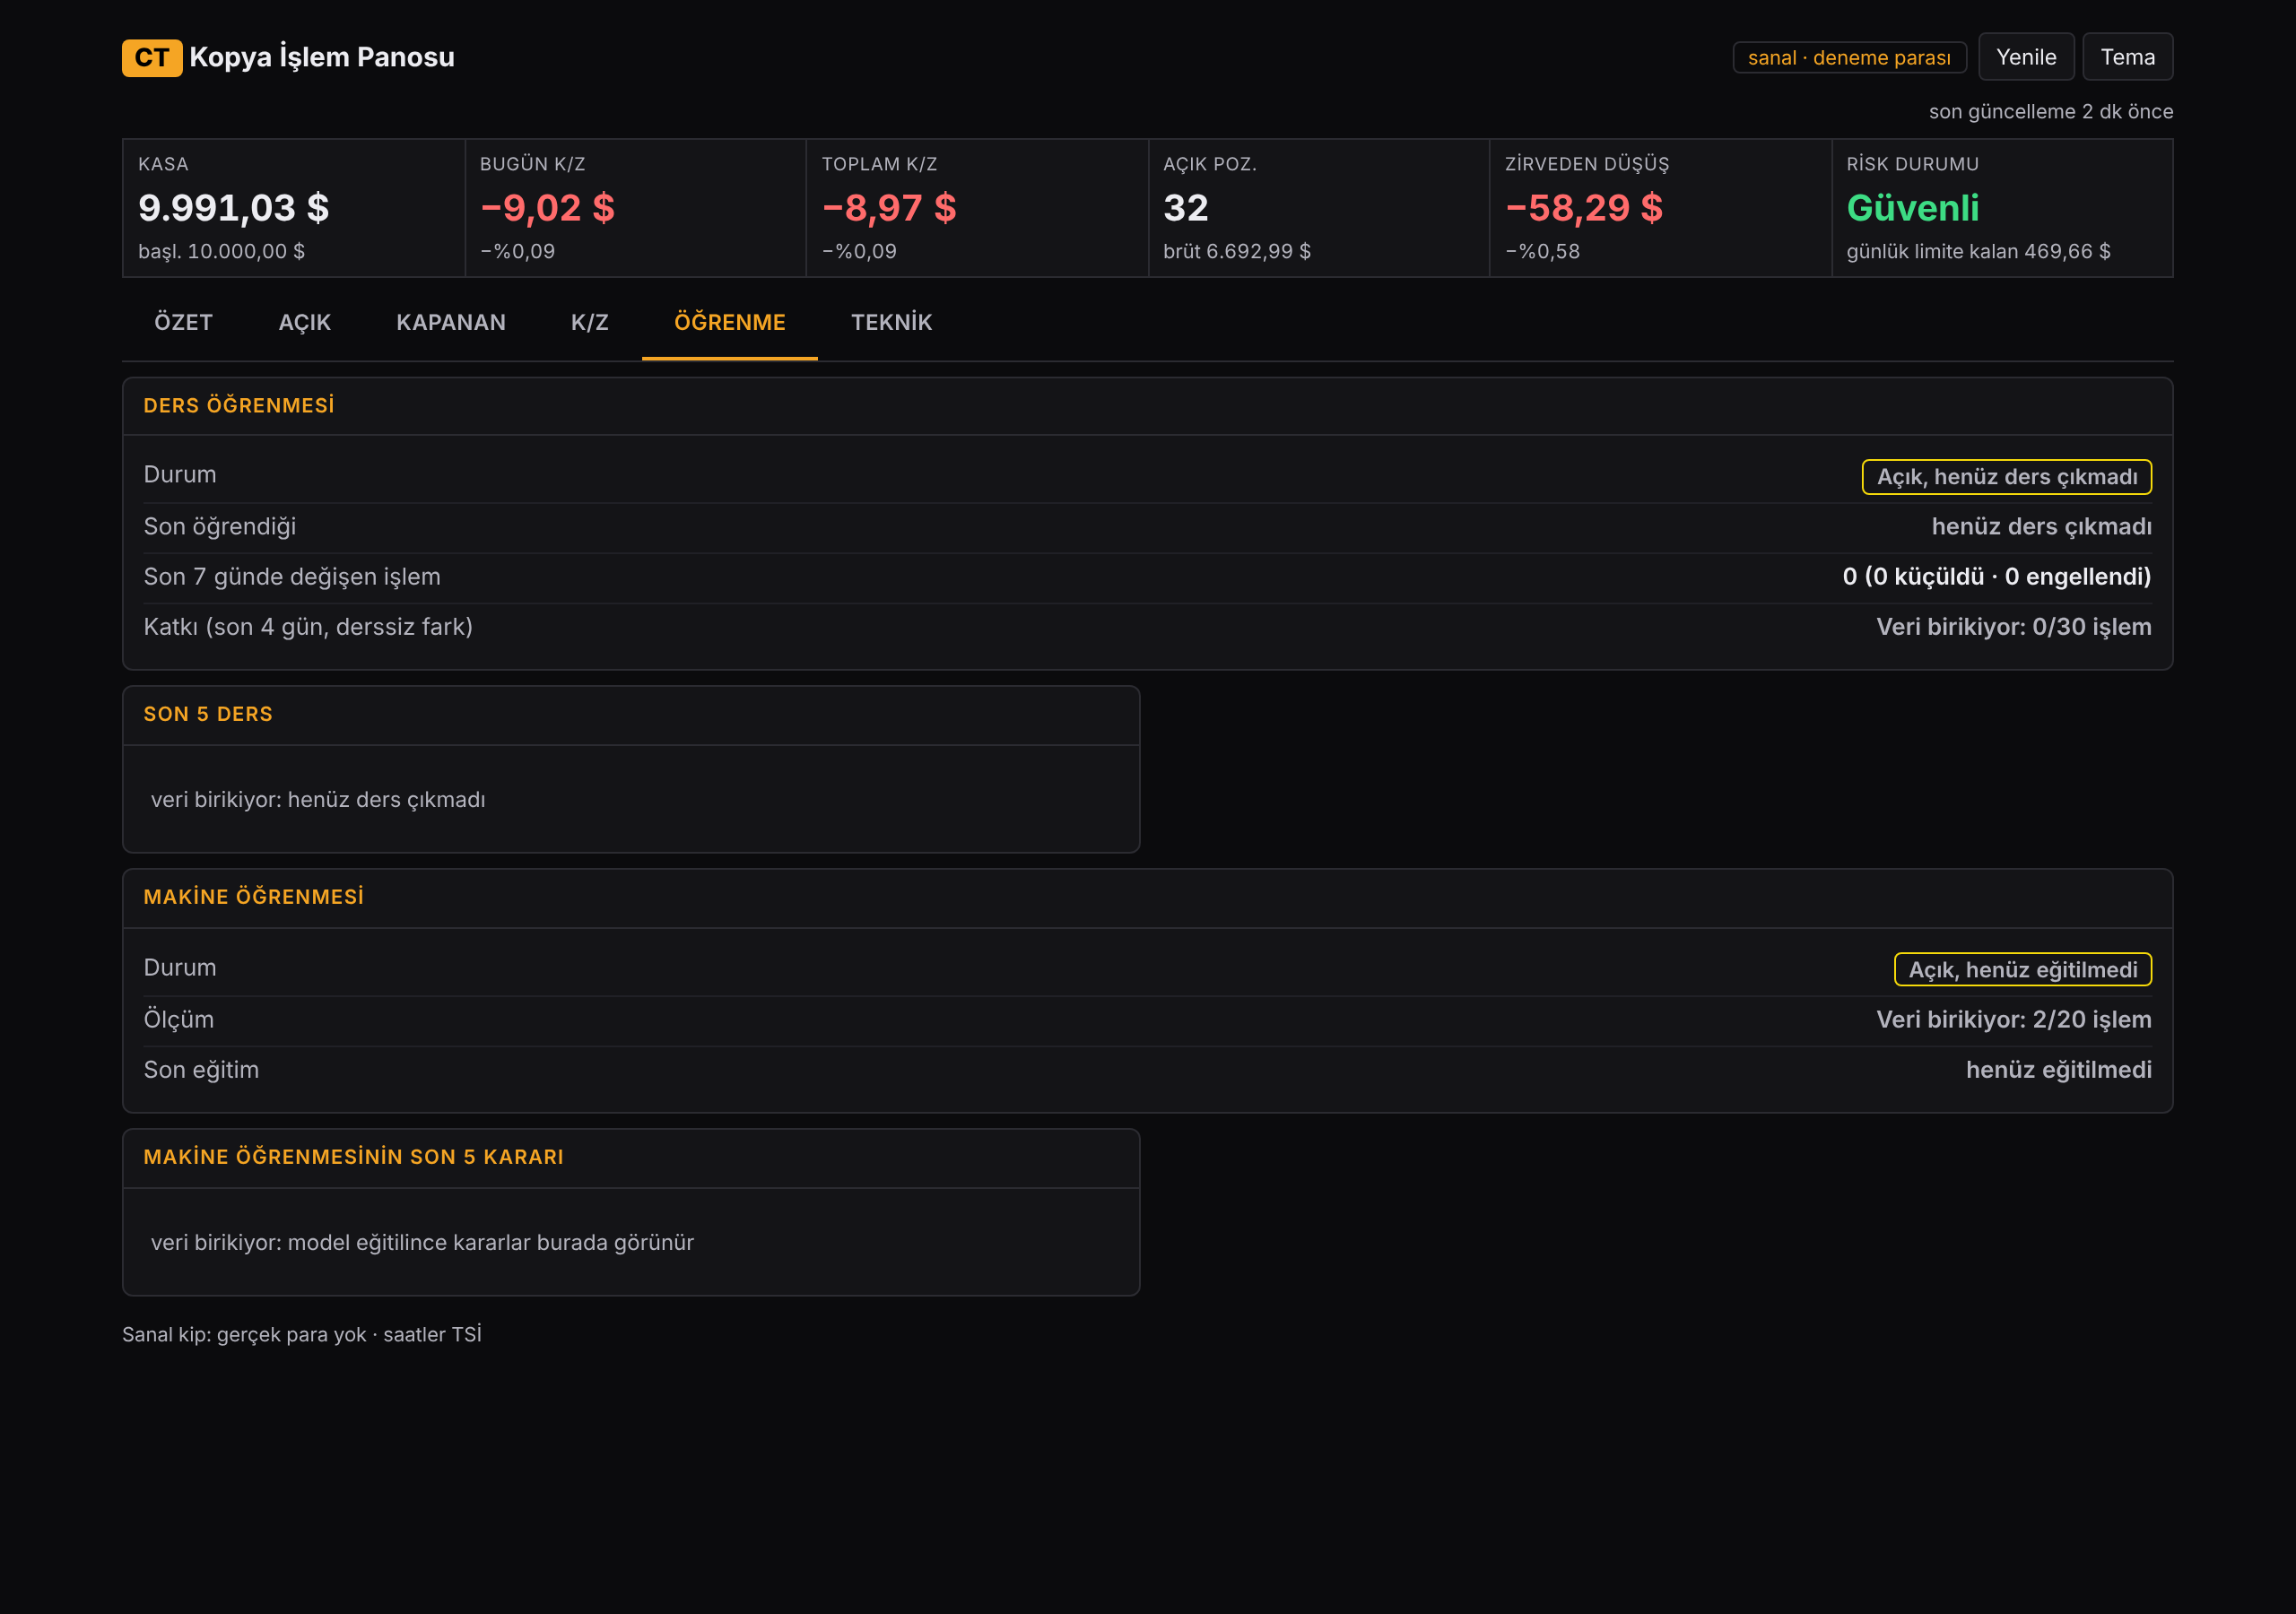 CT Kopya İşlem Panosu
sanal · deneme parası
Yenile
Tema
son güncelleme 2 dk önce
KASA
9.991,03 $
başl. 10.000,00 $
BUGÜN K/Z
−9,02 $
−%0,09
TOPLAM K/Z
−8,97 $
−%0,09
AÇIK POZ.
32
brüt 6.692,99 $
ZİRVEDEN DÜŞÜŞ
−58,29 $
−%0,58
RİSK DURUMU
Güvenli
günlük limite kalan 469,66 $
ÖZET
AÇIK
KAPANAN
K/Z
ÖĞRENME
TEKNİK
DERS ÖĞRENMESİ
Durum
Açık, henüz ders çıkmadı
Son öğrendiği
henüz ders çıkmadı
Son 7 günde değişen işlem
0 (0 küçüldü · 0 engellendi)
Katkı (son 4 gün, derssiz fark)
Veri birikiyor: 0/30 işlem
SON 5 DERS
veri birikiyor: henüz ders çıkmadı
MAKİNE ÖĞRENMESİ
Durum
Açık, henüz eğitilmedi
Ölçüm
Veri birikiyor: 2/20 işlem
Son eğitim
henüz eğitilmedi
MAKİNE ÖĞRENMESİNİN SON 5 KARARI
veri birikiyor: model eğitilince kararlar burada görünür
Sanal kip: gerçek para yok · saatler TSİ